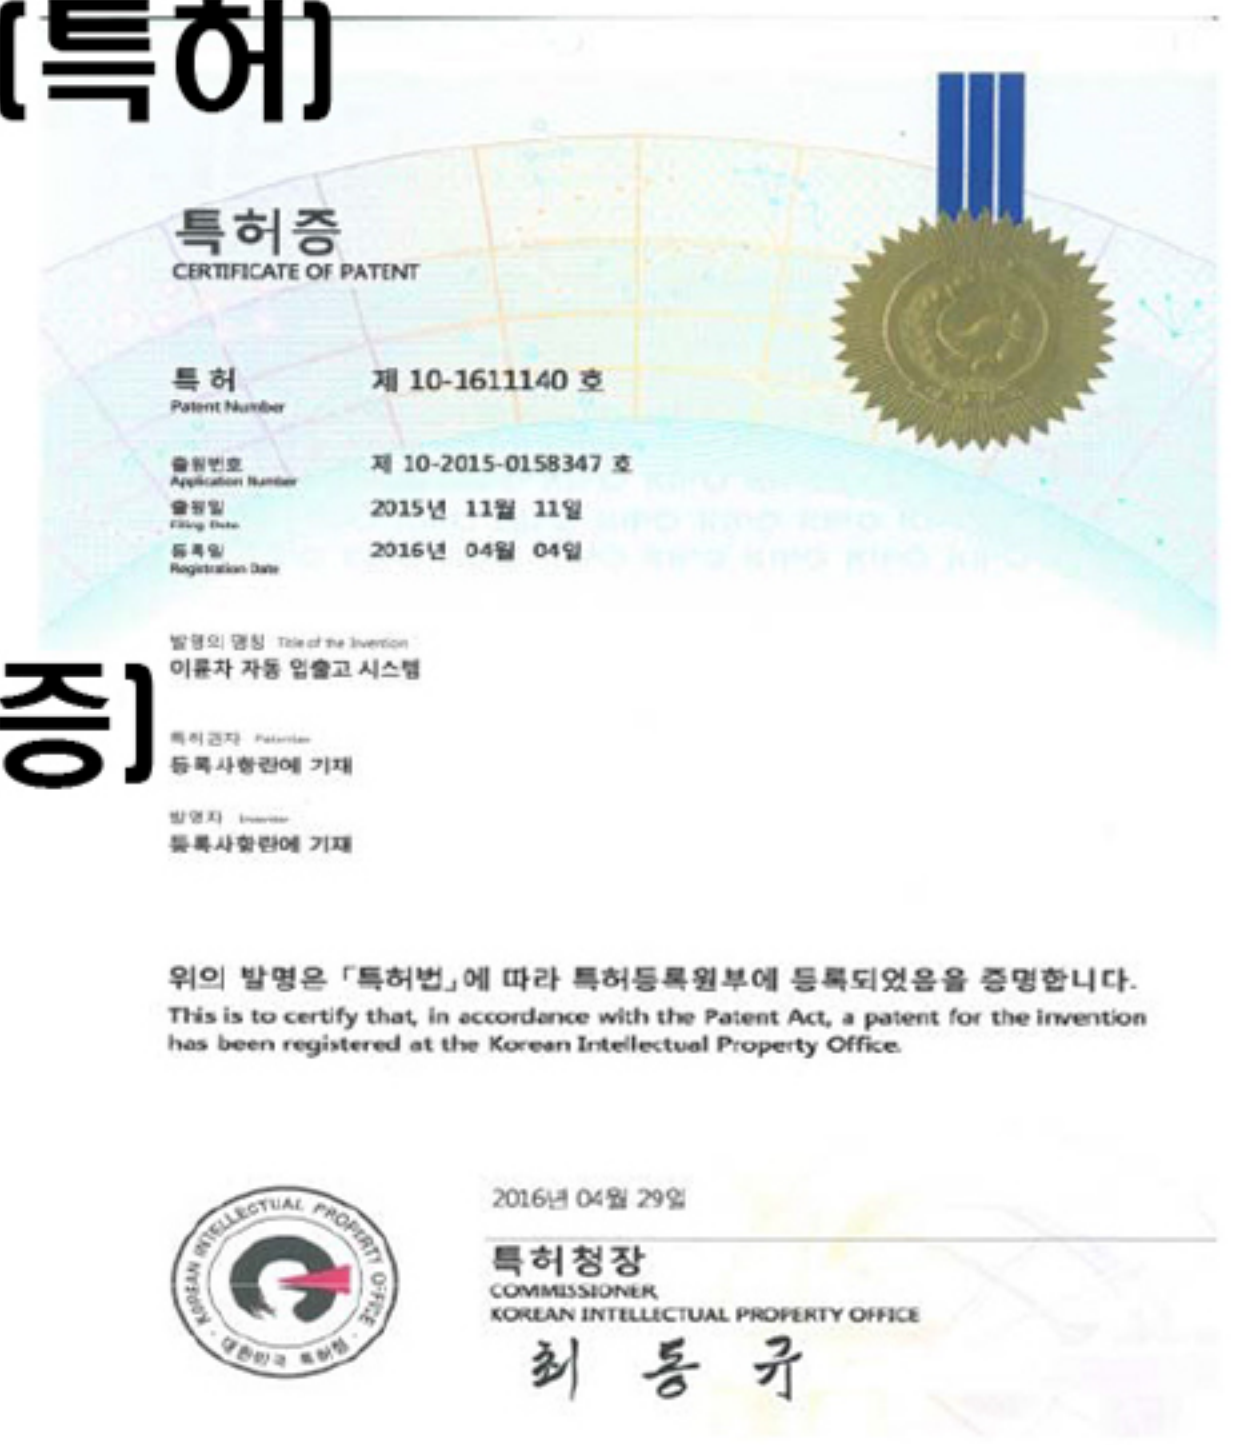 [특허
특허증
CERTIFICATE OF PATENT
특 허 제 10-1611140 호
Patent Number
출원번호 제 10-2015-0158347 호
Application Number
출원일 2015년 11월 11일
Filing Date
등록일 2016년 04월 04일
Registration Date
발명의 명칭 Title of the Invention
이륜차 자동 입출고 시스템
증]
특허권자 Patentee
등록사항란에 기재
발명자 Inventor
등록사항란에 기재
위의 발명은 「특허법」에 따라 특허등록원부에 등록되었음을 증명합니다.
This is to certify that, in accordance with the Patent Act, a patent for the invention
has been registered at the Korean Intellectual Property Office.
2016년 04월 29일
특허청장
COMMISSIONER,
KOREAN INTELLECTUAL PROPERTY OFFICE
최 동 규
KOREAN INTELLECTUAL PROPERTY OFFICE
대한민국 특허청